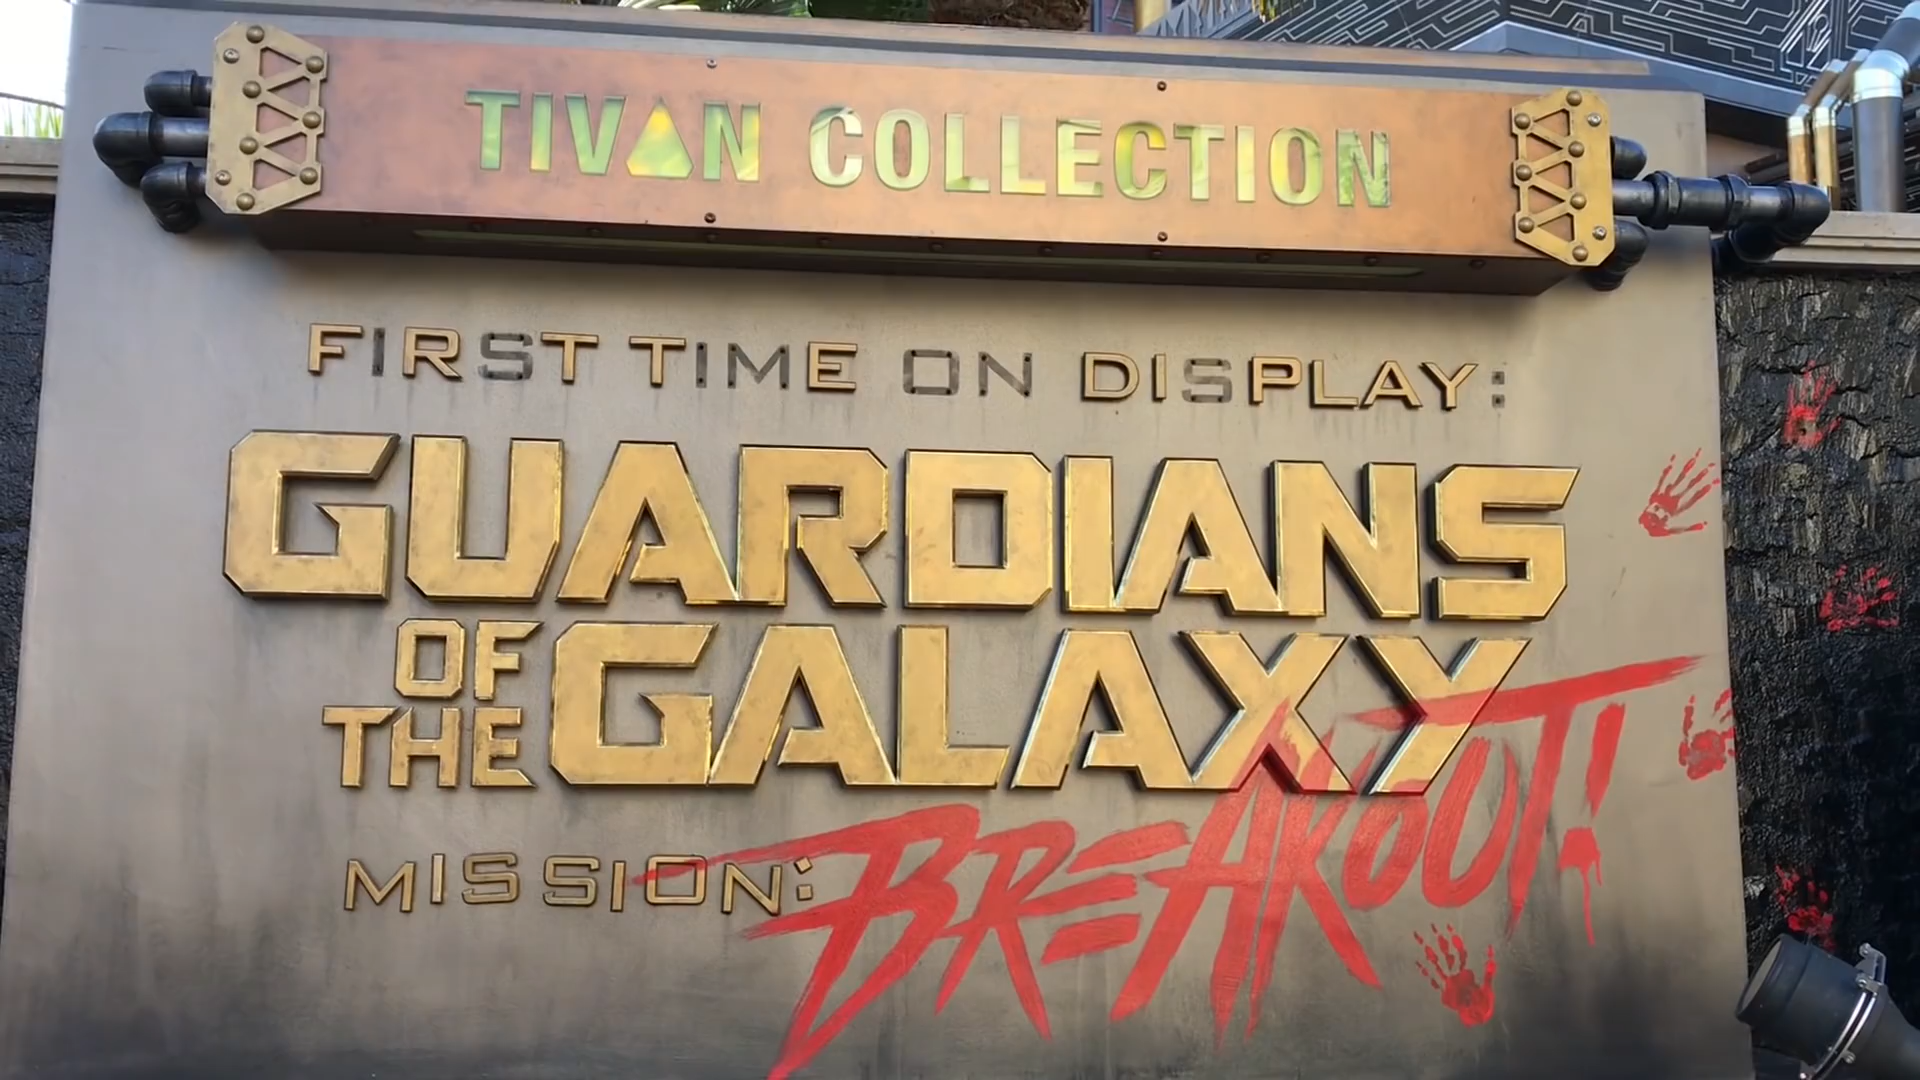 TIVAN COLLECTION
FIRST TIME ON DISPLAY:
GUARDIANS
OF THE GALAXY
MISSION: BREAKOUT!